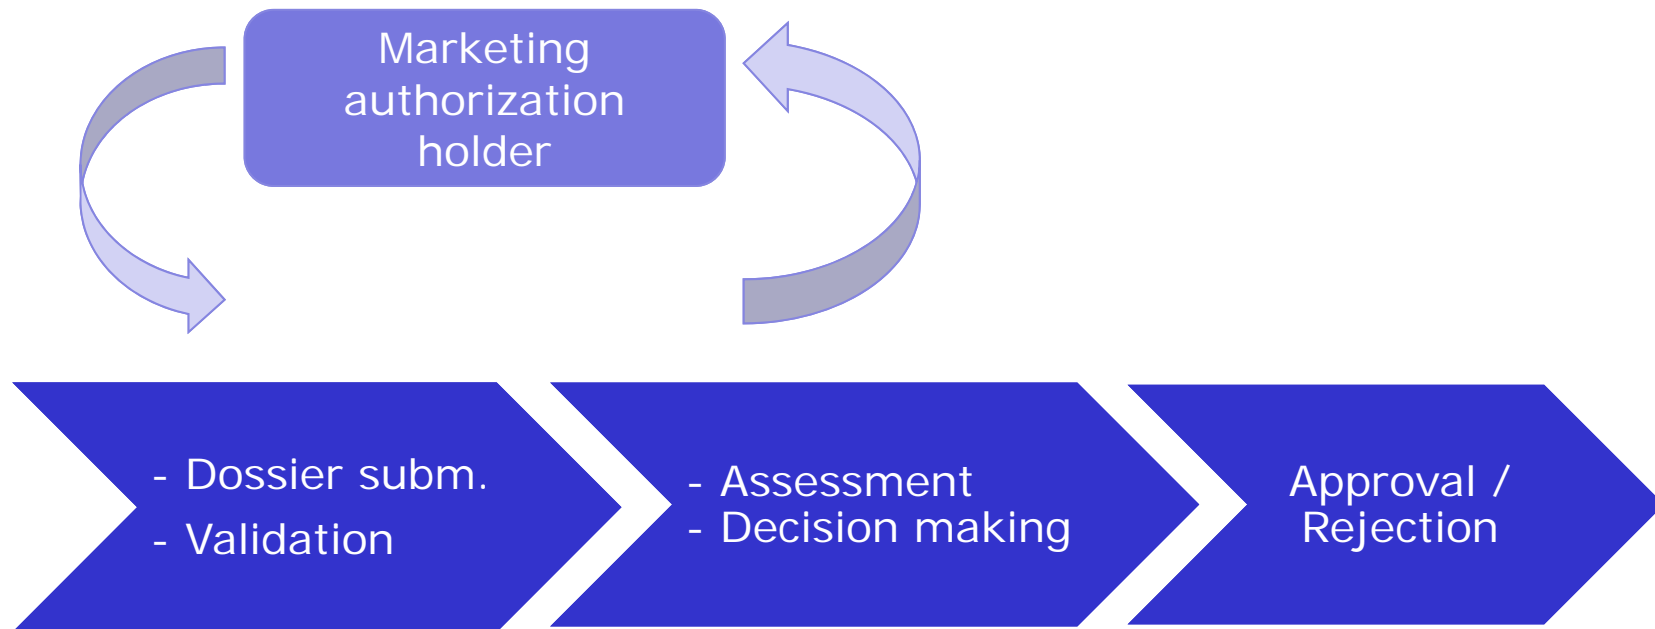 Marketing
authorization
holder
- Dossier subm.
- Validation
- Assessment
- Decision making
Approval /
Rejection